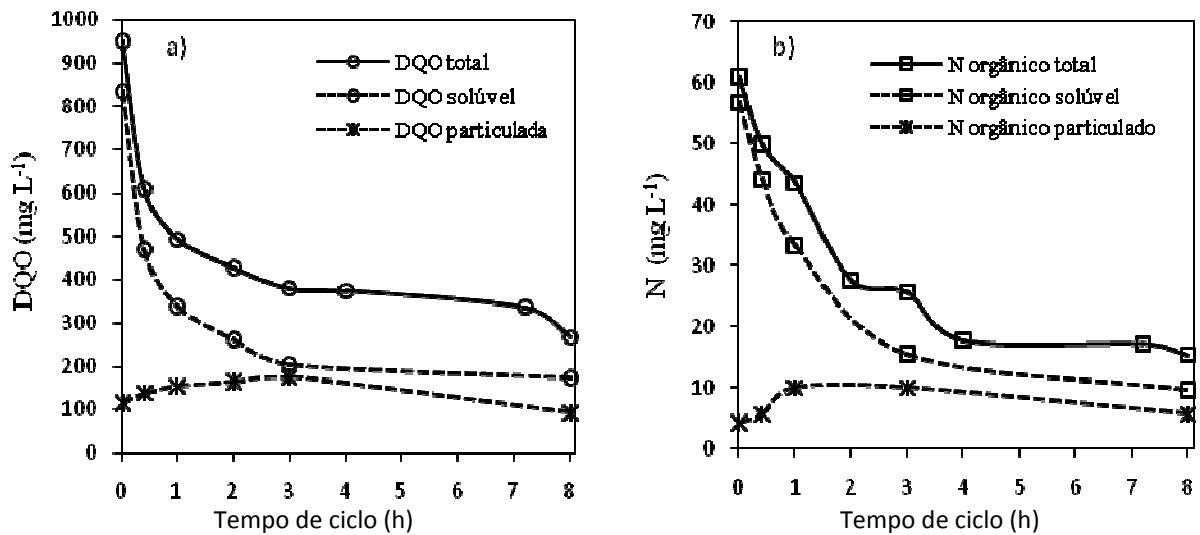 a)
DQO total
DQO solúvel
DQO particulada
1000
900
800
700
600
500
400
300
200
100
0
DQO (mg L-1)
0 1 2 3 4 5 6 7 8
Tempo de ciclo (h)
b)
N orgânico total
N orgânico solúvel
N orgânico particulado
70
60
50
40
30
20
10
0
N (mg L-1)
0 1 2 3 4 5 6 7 8
Tempo de ciclo (h)